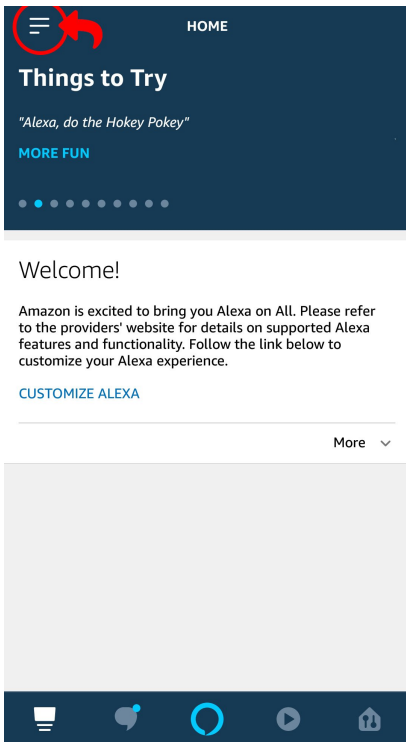 HOME
Things to Try
"Alexa, do the Hokey Pokey"
MORE FUN
Welcome!
Amazon is excited to bring you Alexa on All. Please refer
to the providers' website for details on supported Alexa
features and functionality. Follow the link below to
customize your Alexa experience.
CUSTOMIZE ALEXA
More